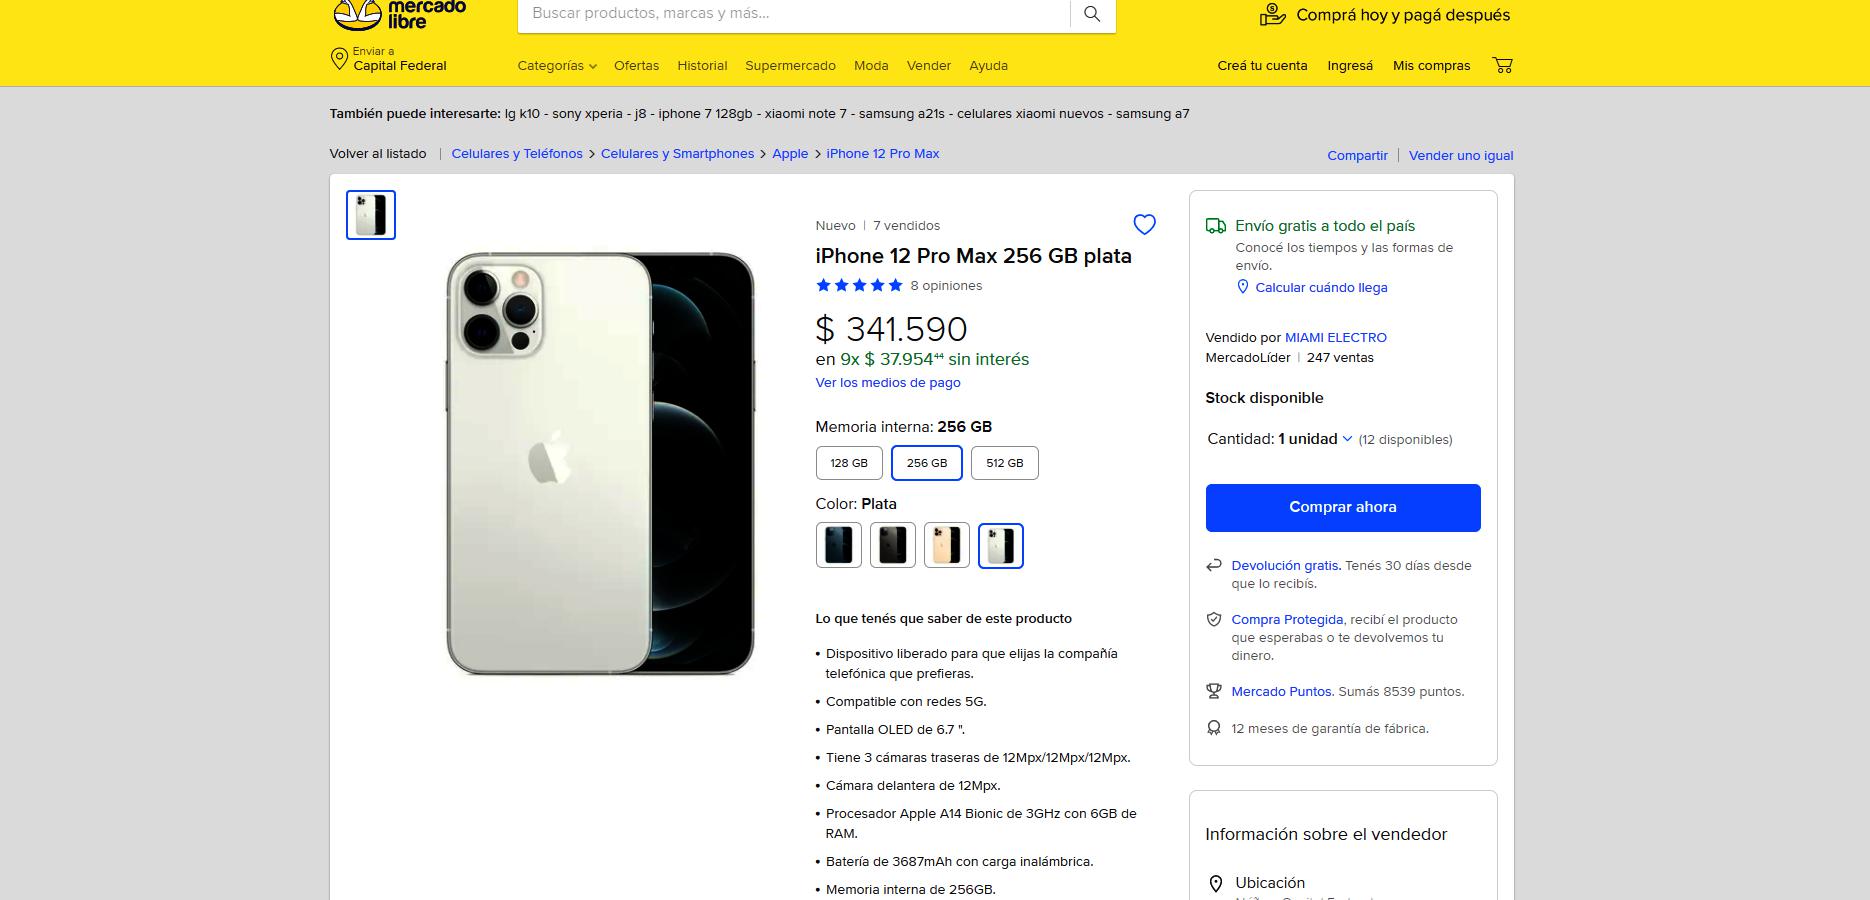 mercado
libre
Buscar productos, marcas y más...
Comprá hoy y pagá después
Enviar a
Capital Federal
Categorías Ofertas Historial Supermercado Moda Vender Ayuda
Creá tu cuenta Ingresá Mis compras
También puede interesarte: lg k10 - sony xperia - j8 - iphone 7 128gb - xiaomi note 7 - samsung a21s - celulares xiaomi nuevos - samsung a7
Volver al listado | Celulares y Teléfonos > Celulares y Smartphones > Apple > iPhone 12 Pro Max
Compartir | Vender uno igual
Nuevo | 7 vendidos
iPhone 12 Pro Max 256 GB plata
8 opiniones
$ 341.590
en 9x $ 37.954⁴⁴ sin interés
Ver los medios de pago
Memoria interna: 256 GB
128 GB 256 GB 512 GB
Color: Plata
Lo que tenés que saber de este producto
• Dispositivo liberado para que elijas la compañía
telefónica que prefieras.
• Compatible con redes 5G.
• Pantalla OLED de 6.7 ".
• Tiene 3 cámaras traseras de 12Mpx/12Mpx/12Mpx.
• Cámara delantera de 12Mpx.
• Procesador Apple A14 Bionic de 3GHz con 6GB de
RAM.
• Batería de 3687mAh con carga inalámbrica.
• Memoria interna de 256GB.
Envío gratis a todo el país
Conocé los tiempos y las formas de
envío.
Calcular cuándo llega
Vendido por MIAMI ELECTRO
MercadoLíder | 247 ventas
Stock disponible
Cantidad: 1 unidad (12 disponibles)
Comprar ahora
Devolución gratis. Tenés 30 días desde
que lo recibís.
Compra Protegida, recibí el producto
que esperabas o te devolvemos tu
dinero.
Mercado Puntos. Sumás 8539 puntos.
12 meses de garantía de fábrica.
Información sobre el vendedor
Ubicación